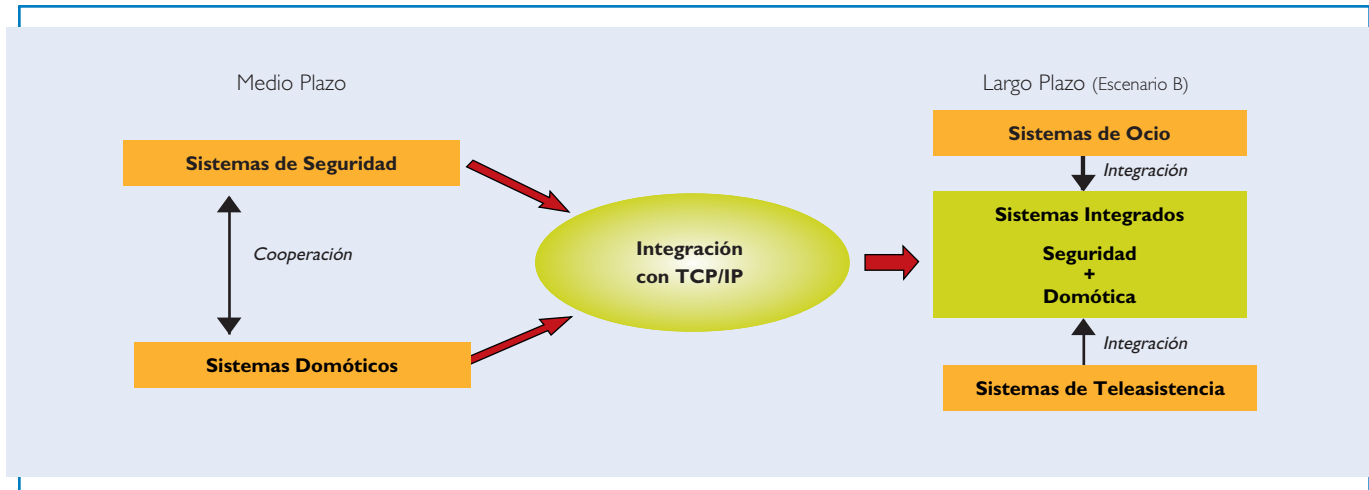 Medio Plazo
Sistemas de Seguridad
Cooperación
Sistemas Domóticos
Integración
con TCP/IP
Largo Plazo (Escenario B)
Sistemas de Ocio
Integración
Sistemas Integrados
Seguridad
+
Domótica
Integración
Sistemas de Teleasistencia